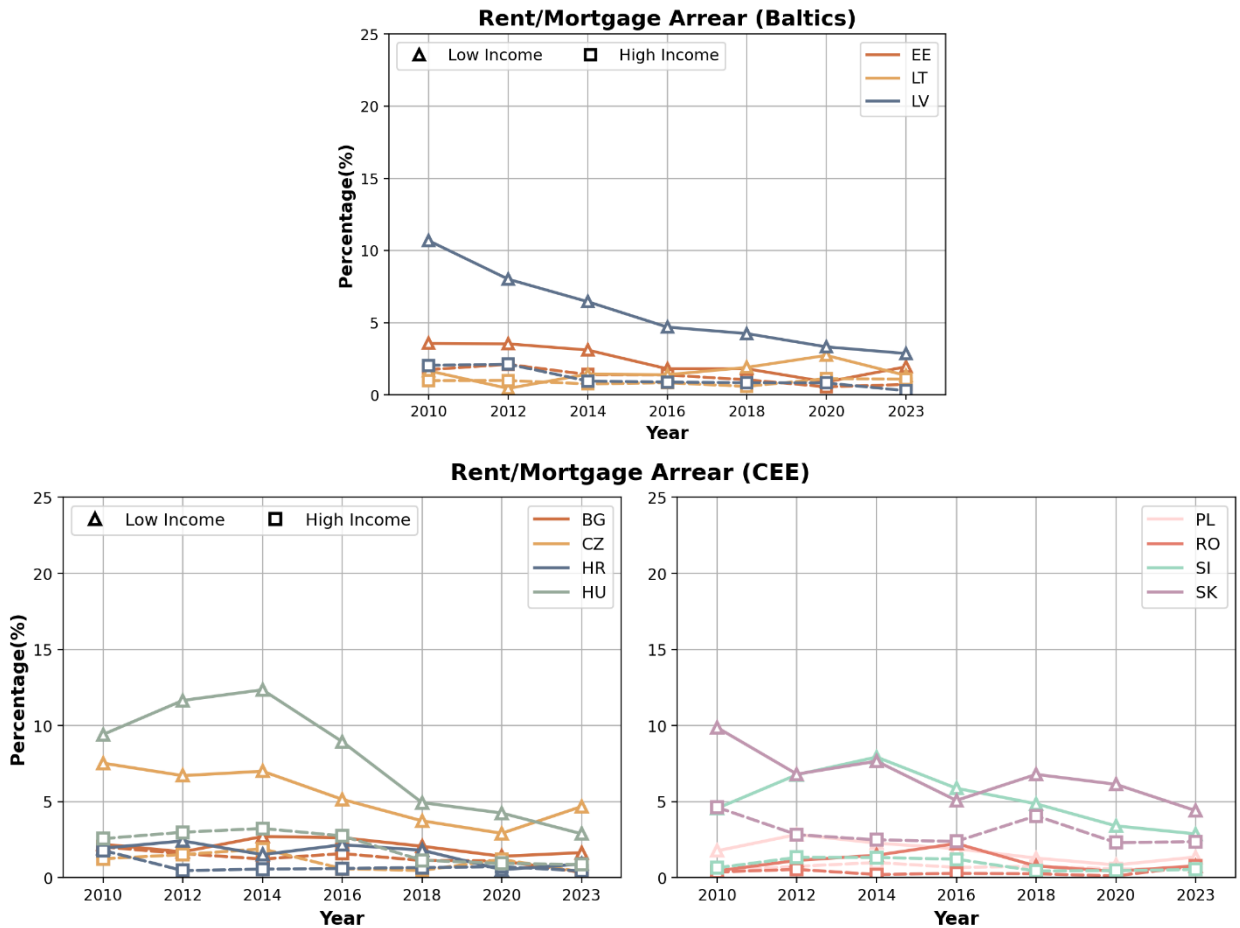 Rent/Mortgage Arrear (Baltics)
Low Income
High Income
EE
LT
LV
25
20
15
10
5
0
Percentage(%)
2010 2012 2014 2016 2018 2020 2023
Year
Rent/Mortgage Arrear (CEE)
Low Income
High Income
BG
CZ
HR
HU
25
20
15
10
5
0
Percentage(%)
2010 2012 2014 2016 2018 2020 2023
Year
PL
RO
SI
SK
25
20
15
10
5
0
2010 2012 2014 2016 2018 2020 2023
Year